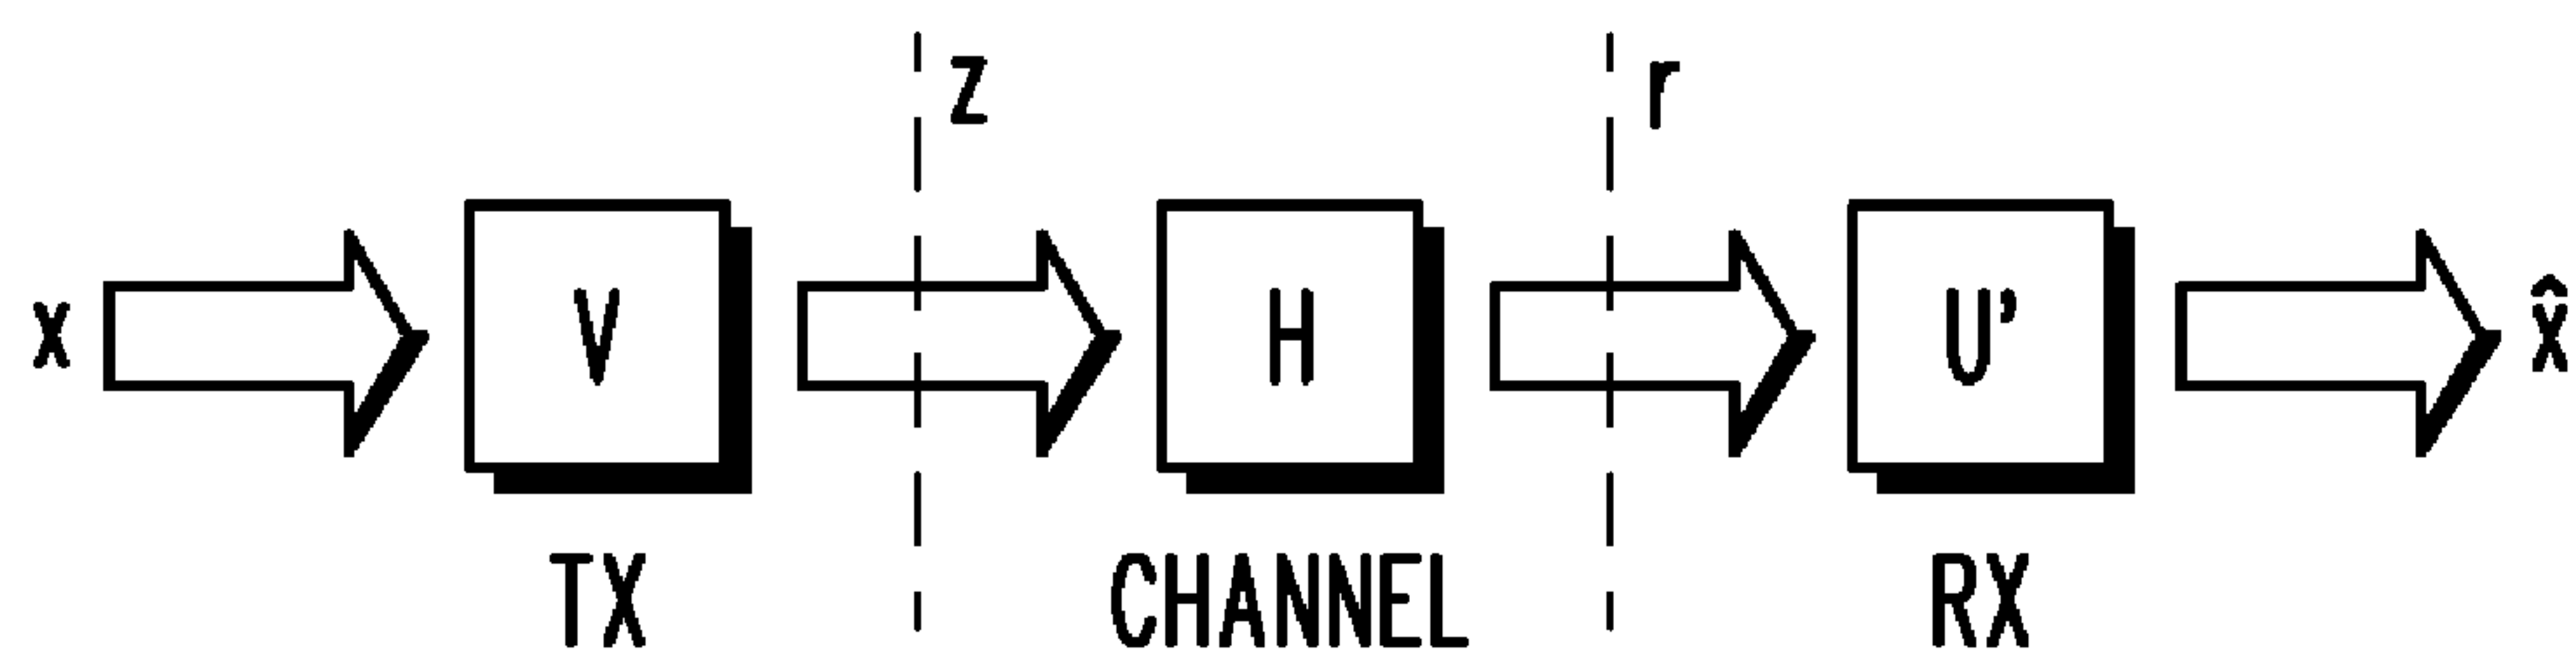 z r
x V H U' x̂
TX CHANNEL RX